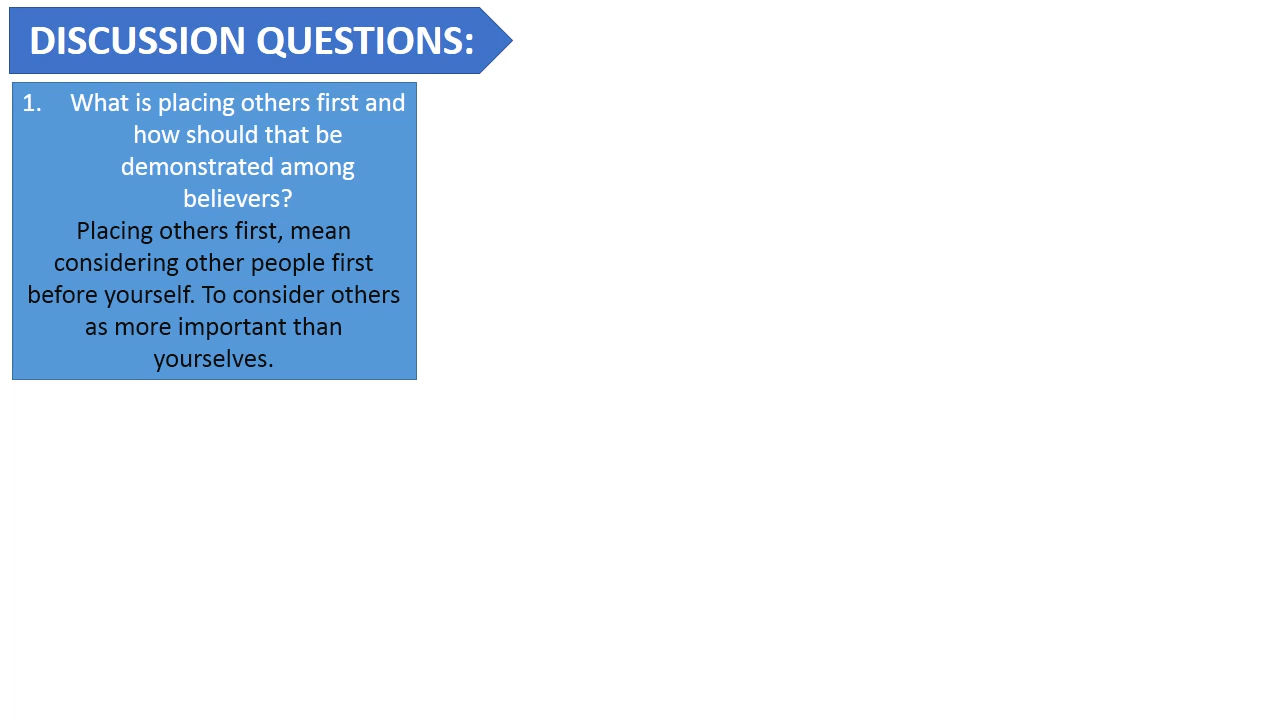 DISCUSSION QUESTIONS:
1. What is placing others first and
how should that be
demonstrated among
believers?
Placing others first, mean
considering other people first
before yourself. To consider others
as more important than
yourselves.